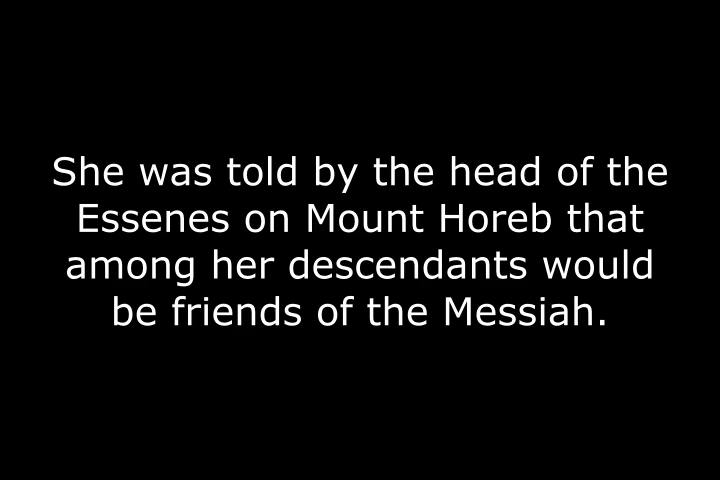 She was told by the head of the
Essenes on Mount Horeb that
among her descendants would
be friends of the Messiah.